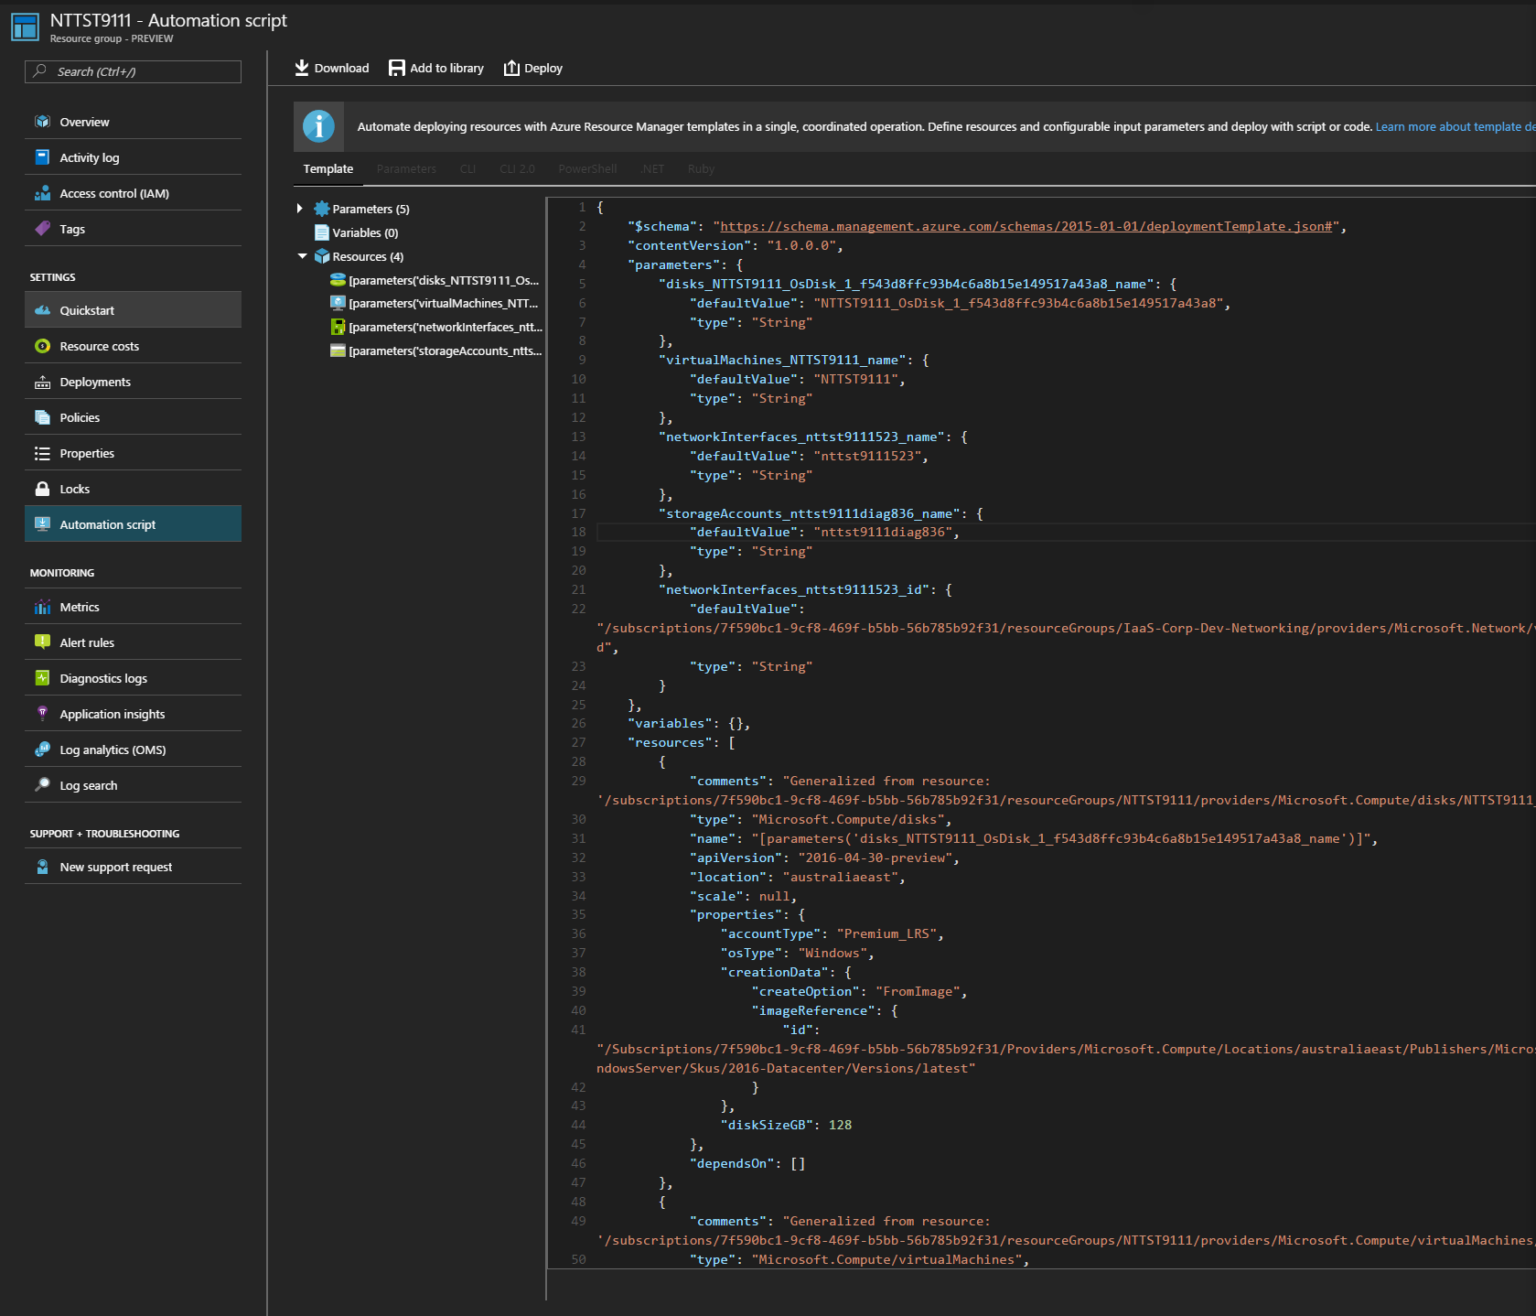 NTTST9111 - Automation script
Resource group - PREVIEW
Search (Ctrl+/)
Overview
Activity log
Access control (IAM)
Tags
SETTINGS
Quickstart
Resource costs
Deployments
Policies
Properties
Locks
Automation script
MONITORING
Metrics
Alert rules
Diagnostics logs
Application insights
Log analytics (OMS)
Log search
SUPPORT + TROUBLESHOOTING
New support request
Download Add to library Deploy
Automate deploying resources with Azure Resource Manager templates in a single, coordinated operation. Define resources and configurable input parameters and deploy with script or code. Learn more about template de
Template Parameters CLI CLI 2.0 PowerShell .NET Ruby
Parameters (5)
Variables (0)
Resources (4)
[parameters('disks_NTTST9111_Os...
[parameters('virtualMachines_NTT...
[parameters('networkInterfaces_ntt...
[parameters('storageAccounts_ntts...
1 {
2 "$schema": "https://schema.management.azure.com/schemas/2015-01-01/deploymentTemplate.json#",
3 "contentVersion": "1.0.0.0",
4 "parameters": {
5 "disks_NTTST9111_OsDisk_1_f543d8ffc93b4c6a8b15e149517a43a8_name": {
6 "defaultValue": "NTTST9111_OsDisk_1_f543d8ffc93b4c6a8b15e149517a43a8",
7 "type": "String"
8 },
9 "virtualMachines_NTTST9111_name": {
10 "defaultValue": "NTTST9111",
11 "type": "String"
12 },
13 "networkInterfaces_nttst9111523_name": {
14 "defaultValue": "nttst9111523",
15 "type": "String"
16 },
17 "storageAccounts_nttst9111diag836_name": {
18 "defaultValue": "nttst9111diag836",
19 "type": "String"
20 },
21 "networkInterfaces_nttst9111523_id": {
22 "defaultValue":
"/subscriptions/7f590bc1-9cf8-469f-b5bb-56b785b92f31/resourceGroups/IaaS-Corp-Dev-Networking/providers/Microsoft.Network/v
d",
23 "type": "String"
24 }
25 },
26 "variables": {},
27 "resources": [
28 {
29 "comments": "Generalized from resource:
'/subscriptions/7f590bc1-9cf8-469f-b5bb-56b785b92f31/resourceGroups/NTTST9111/providers/Microsoft.Compute/disks/NTTST9111_
30 "type": "Microsoft.Compute/disks",
31 "name": "[parameters('disks_NTTST9111_OsDisk_1_f543d8ffc93b4c6a8b15e149517a43a8_name')]",
32 "apiVersion": "2016-04-30-preview",
33 "location": "australiaeast",
34 "scale": null,
35 "properties": {
36 "accountType": "Premium_LRS",
37 "osType": "Windows",
38 "creationData": {
39 "createOption": "FromImage",
40 "imageReference": {
41 "id":
"/Subscriptions/7f590bc1-9cf8-469f-b5bb-56b785b92f31/Providers/Microsoft.Compute/Locations/australiaeast/Publishers/Micros
ndowsServer/Skus/2016-Datacenter/Versions/latest"
42 }
43 },
44 "diskSizeGB": 128
45 },
46 "dependsOn": []
47 },
48 {
49 "comments": "Generalized from resource:
'/subscriptions/7f590bc1-9cf8-469f-b5bb-56b785b92f31/resourceGroups/NTTST9111/providers/Microsoft.Compute/virtualMachines/
50 "type": "Microsoft.Compute/virtualMachines",